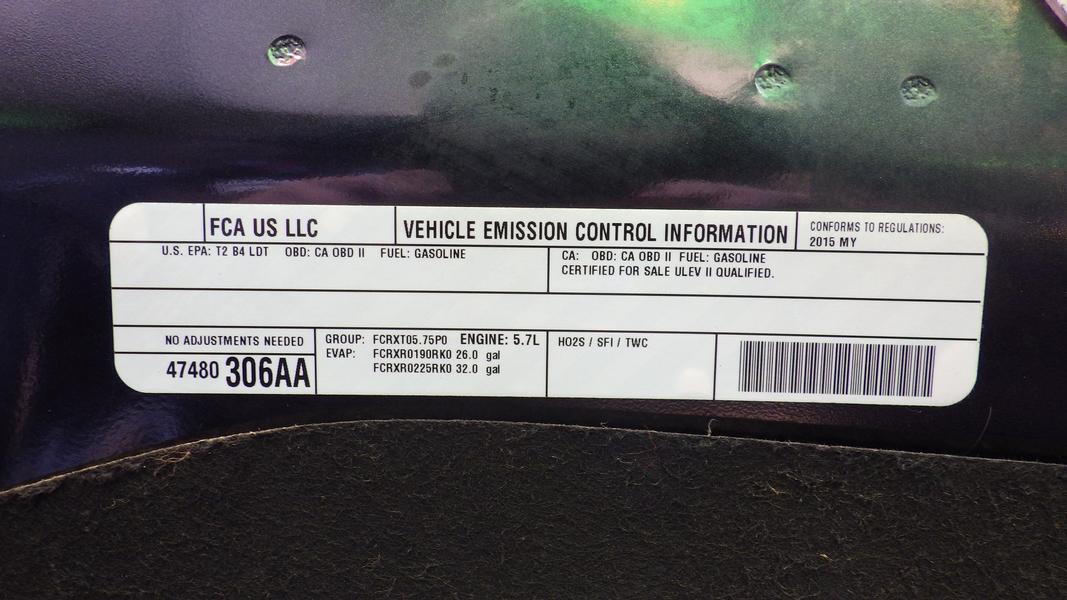 FCA US LLC
VEHICLE EMISSION CONTROL INFORMATION
CONFORMS TO REGULATIONS:
2015 MY
U.S. EPA: T2 B4 LDT OBD: CA OBD II FUEL: GASOLINE
CA: OBD: CA OBD II FUEL: GASOLINE
CERTIFIED FOR SALE ULEV II QUALIFIED.
NO ADJUSTMENTS NEEDED
47480 306AA
GROUP: FCRXT05.75P0 ENGINE: 5.7L
EVAP: FCRXR0190RK0 26.0 gal
FCRXR0225RK0 32.0 gal
HO2S / SFI / TWC